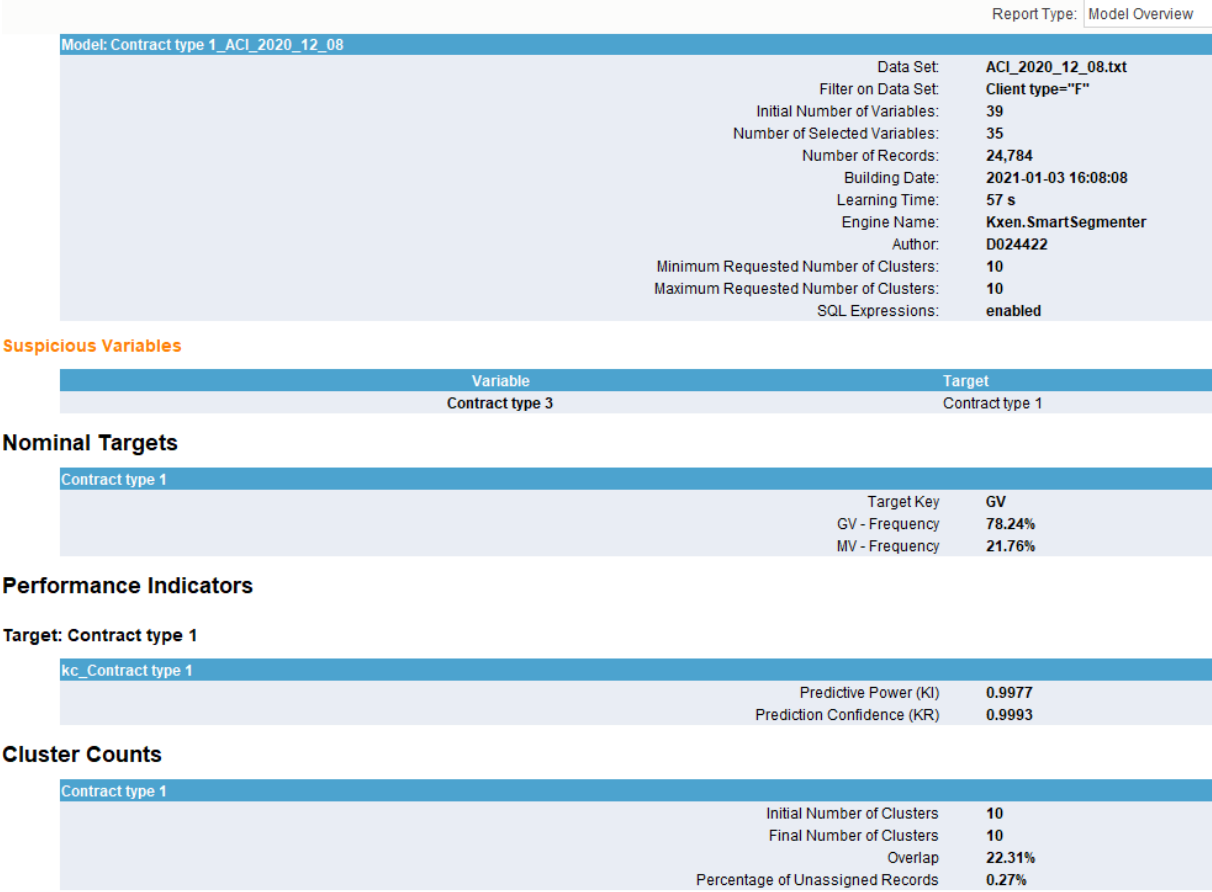 Report Type: Model Overview
Model: Contract type 1_ACI_2020_12_08
Data Set: ACI_2020_12_08.txt
Filter on Data Set: Client type="F"
Initial Number of Variables: 39
Number of Selected Variables: 35
Number of Records: 24,784
Building Date: 2021-01-03 16:08:08
Learning Time: 57 s
Engine Name: Kxen.SmartSegmenter
Author: D024422
Minimum Requested Number of Clusters: 10
Maximum Requested Number of Clusters: 10
SQL Expressions: enabled
Suspicious Variables
Variable Target
Contract type 3 Contract type 1
Nominal Targets
Contract type 1
Target Key GV
GV - Frequency 78.24%
MV - Frequency 21.76%
Performance Indicators
Target: Contract type 1
kc_Contract type 1
Predictive Power (KI) 0.9977
Prediction Confidence (KR) 0.9993
Cluster Counts
Contract type 1
Initial Number of Clusters 10
Final Number of Clusters 10
Overlap 22.31%
Percentage of Unassigned Records 0.27%